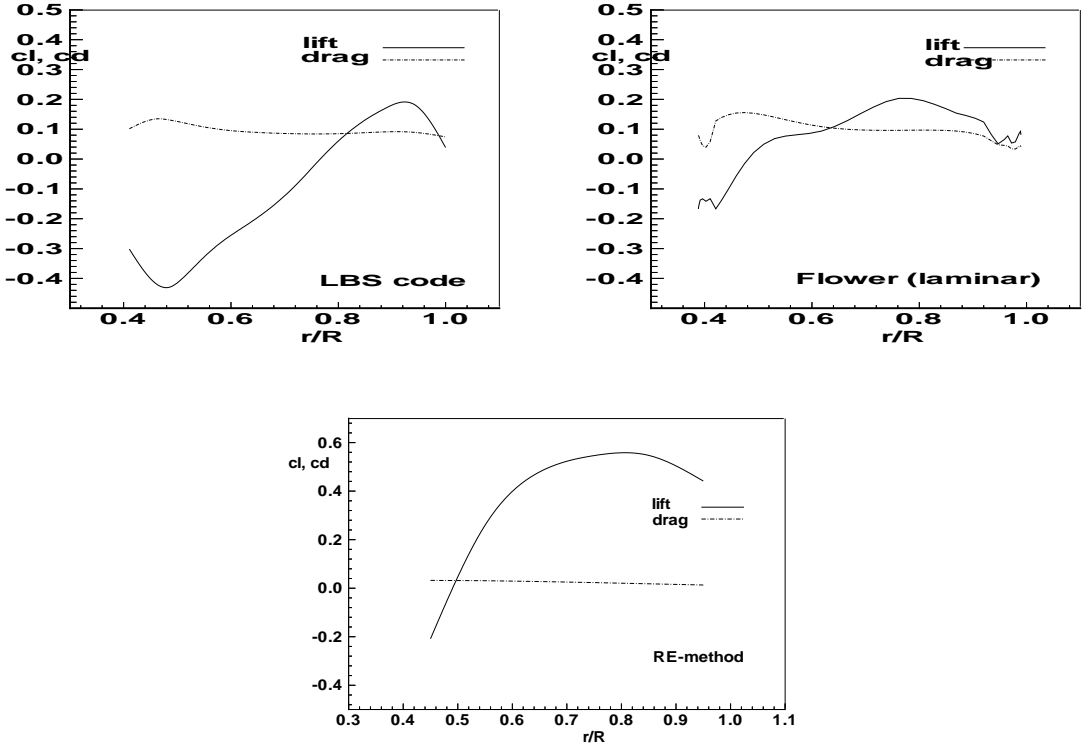 0.5
0.4
0.3
0.2
0.1
0.0
-0.1
-0.2
-0.3
-0.4
cl, cd
lift
drag
LBS code
0.4 0.6 0.8 1.0
r/R
0.5
0.4
0.3
0.2
0.1
0.0
-0.1
-0.2
-0.3
-0.4
cl, cd
lift
drag
Flower (laminar)
0.4 0.6 0.8 1.0
r/R
0.6
0.4
0.2
0.0
-0.2
-0.4
cl, cd
lift
drag
RE-method
0.3 0.4 0.5 0.6 0.7 0.8 0.9 1.0 1.1
r/R